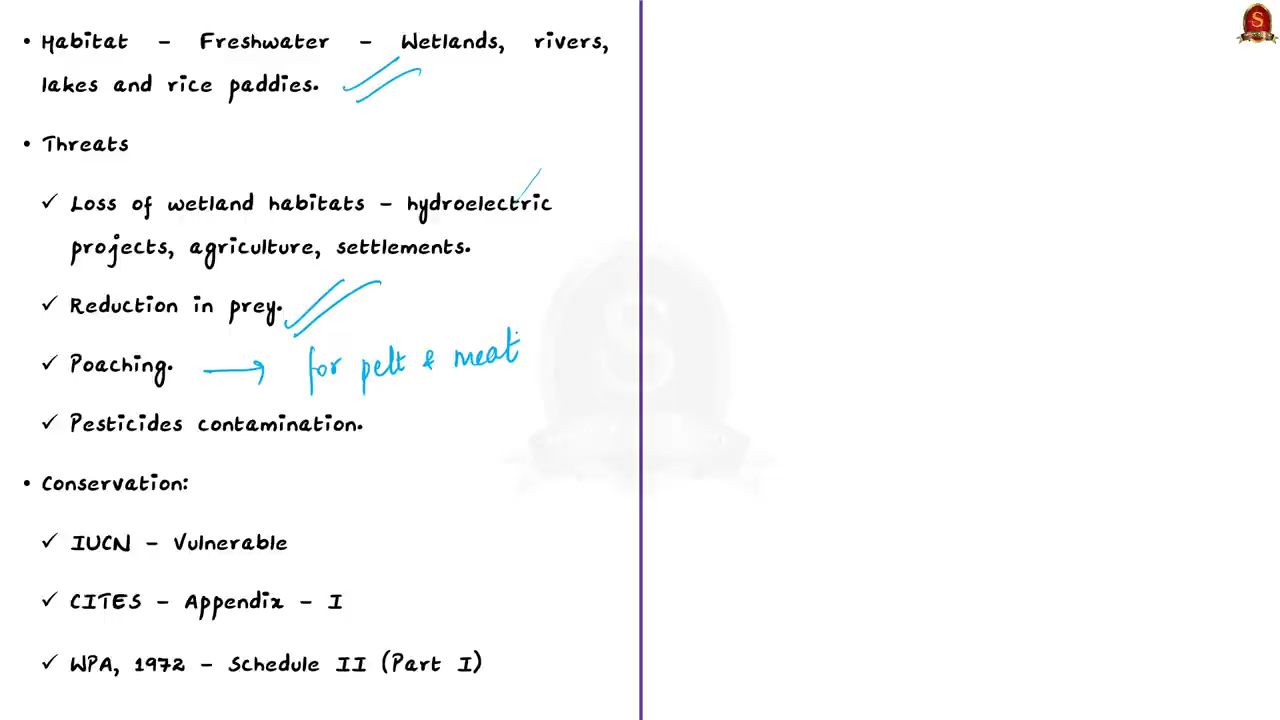 • Habitat – Freshwater – Wetlands, rivers,
lakes and rice paddies.
• Threats
✓ Loss of wetland habitats – hydroelectric
projects, agriculture, settlements.
✓ Reduction in prey.
✓ Poaching. → for pelt & meat
✓ Pesticides contamination.
• Conservation:
✓ IUCN – Vulnerable
✓ CITES – Appendix – I
✓ WPA, 1972 – Schedule II (Part I)
S
S